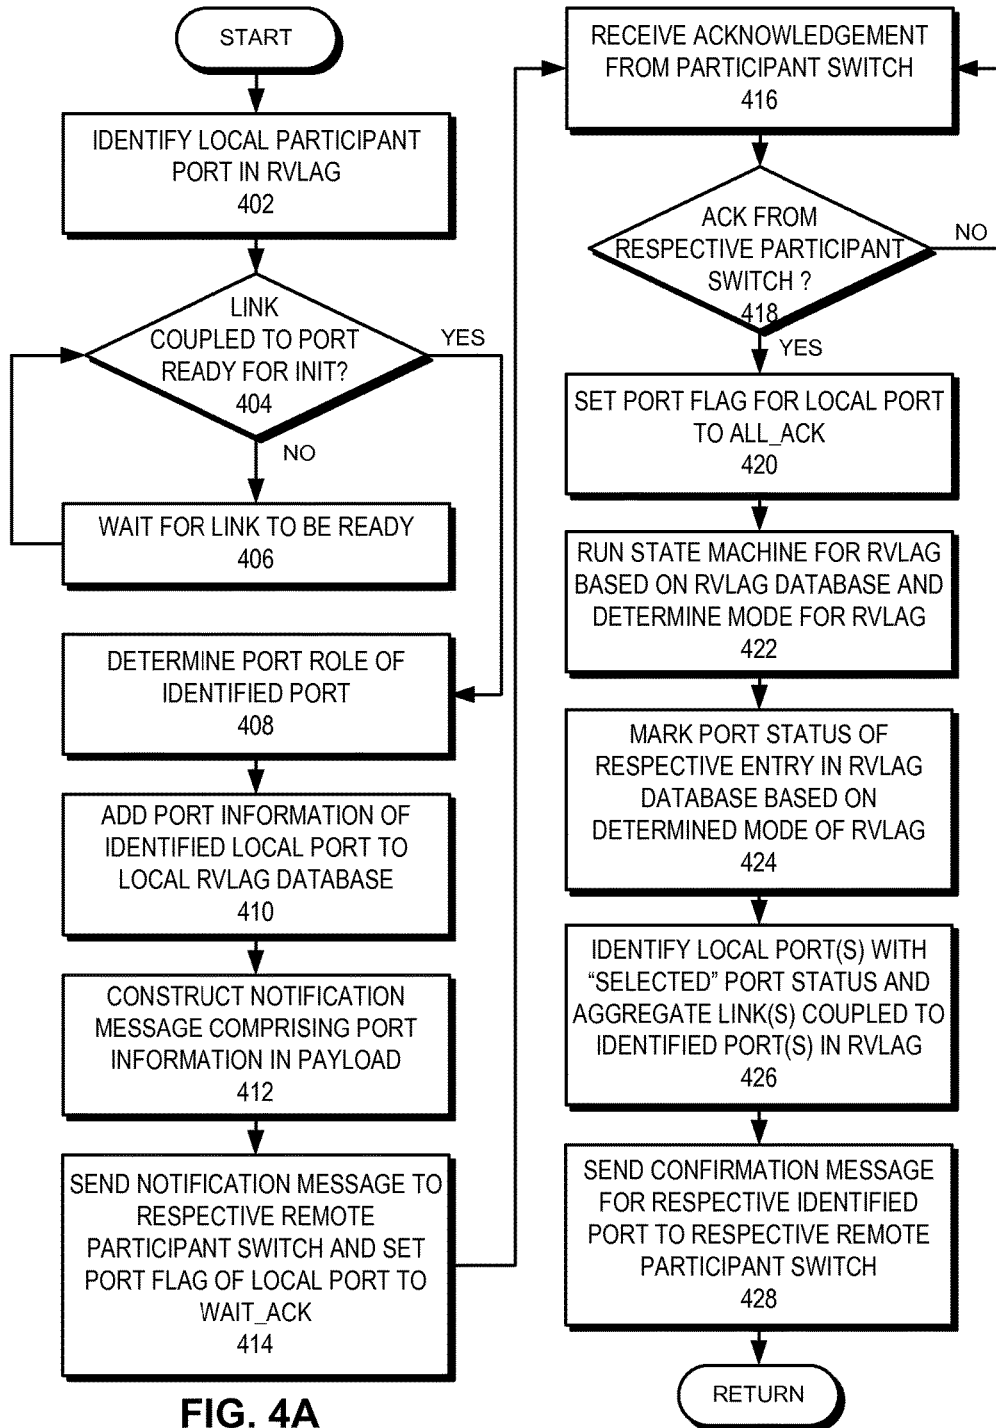 START
IDENTIFY LOCAL PARTICIPANT
PORT IN RVLAG
402
LINK
COUPLED TO PORT
READY FOR INIT?
404
YES
NO
WAIT FOR LINK TO BE READY
406
DETERMINE PORT ROLE OF
IDENTIFIED PORT
408
ADD PORT INFORMATION OF
IDENTIFIED LOCAL PORT TO
LOCAL RVLAG DATABASE
410
CONSTRUCT NOTIFICATION
MESSAGE COMPRISING PORT
INFORMATION IN PAYLOAD
412
SEND NOTIFICATION MESSAGE TO
RESPECTIVE REMOTE
PARTICIPANT SWITCH AND SET
PORT FLAG OF LOCAL PORT TO
WAIT_ACK
414
RECEIVE ACKNOWLEDGEMENT
FROM PARTICIPANT SWITCH
416
ACK FROM
RESPECTIVE PARTICIPANT
SWITCH ?
418
NO
YES
SET PORT FLAG FOR LOCAL PORT
TO ALL_ACK
420
RUN STATE MACHINE FOR RVLAG
BASED ON RVLAG DATABASE AND
DETERMINE MODE FOR RVLAG
422
MARK PORT STATUS OF
RESPECTIVE ENTRY IN RVLAG
DATABASE BASED ON
DETERMINED MODE OF RVLAG
424
IDENTIFY LOCAL PORT(S) WITH
“SELECTED” PORT STATUS AND
AGGREGATE LINK(S) COUPLED TO
IDENTIFIED PORT(S) IN RVLAG
426
SEND CONFIRMATION MESSAGE
FOR RESPECTIVE IDENTIFIED
PORT TO RESPECTIVE REMOTE
PARTICIPANT SWITCH
428
RETURN
FIG. 4A